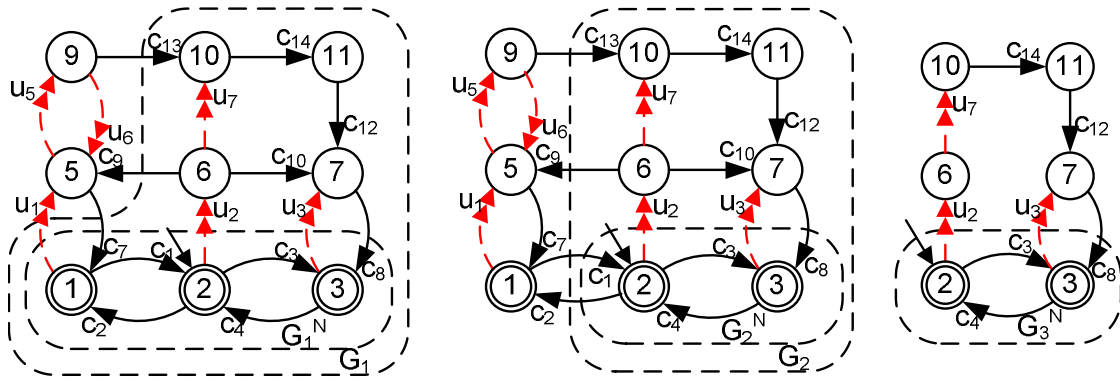 9 c₁₃ 10 c₁₄ 11
u₅ u₆ u₇ c₁₂
5 c₉ 6 c₁₀ 7
u₁ c₇ c₁ u₂ u₃ c₃ c₈
1 2 3
c₂ c₄ G₁ᴺ
G₁
9 c₁₃ 10 c₁₄ 11
u₅ u₆ u₇ c₁₂
5 c₉ 6 c₁₀ 7
u₁ c₇ c₁ u₂ u₃ c₃ c₈
1 2 3
c₂ c₄ G₂ᴺ
G₂
10 c₁₄ 11
u₇ c₁₂
6 7
u₂ u₃ c₃ c₈
2 3
c₄ G₃ᴺ